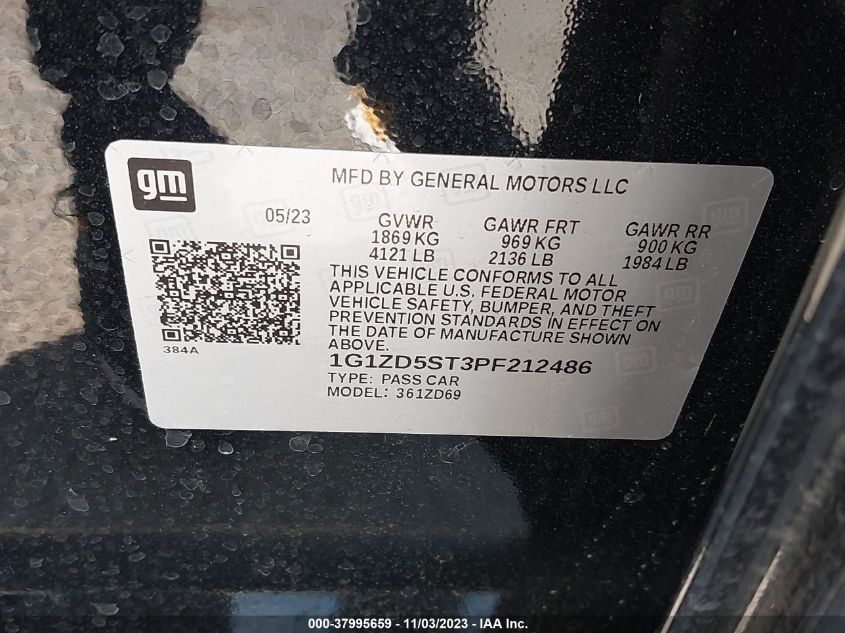 gm
MFD BY GENERAL MOTORS LLC
05/23
GVWR GAWR FRT GAWR RR
1869 KG 969 KG 900 KG
4121 LB 2136 LB 1984 LB
THIS VEHICLE CONFORMS TO ALL
APPLICABLE U.S. FEDERAL MOTOR
VEHICLE SAFETY, BUMPER, AND THEFT
PREVENTION STANDARDS IN EFFECT ON
THE DATE OF MANUFACTURE SHOWN
ABOVE.
384A
1G1ZD5ST3PF212486
TYPE: PASS CAR
MODEL: 361ZD69
000-37995659 - 11/03/2023 - IAA Inc.